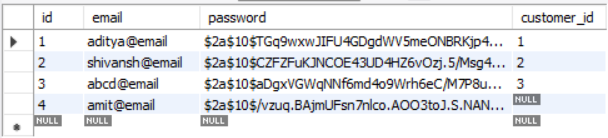 id email password customer_id
1 aditya@email $2a$10$TGq9wxwJIFU4GDgdWV5meONBRKjp4... 1
2 shivansh@email $2a$10$CZFZFuKJNCOE43UD4HZ6vOzj.5/Msg4... 2
3 abcd@email $2a$10$aDgxVGWqNNf6md4o9Wrh6eC/M7P8u... 3
4 amit@email $2a$10$/vzuq.BAjmUFsn7nlco.AOO3toJ.S.NAN... NULL
NULL NULL NULL NULL